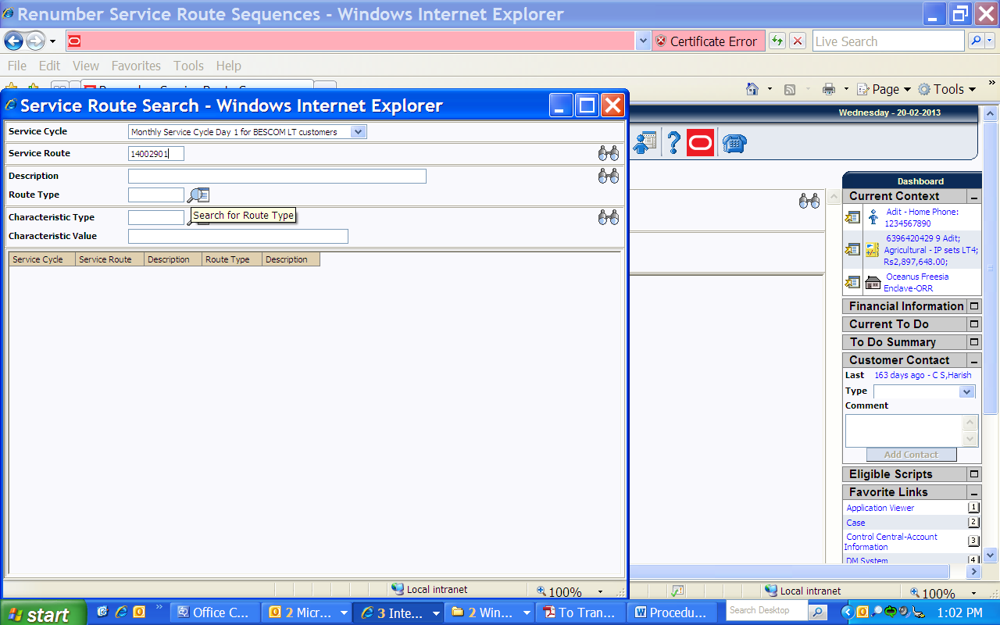 Renumber Service Route Sequences - Windows Internet Explorer
Certificate Error
Live Search
File Edit View Favorites Tools Help
Page Tools
Service Route Search - Windows Internet Explorer
Wednesday - 20-02-2013
Service Cycle Monthly Service Cycle Day 1 for BESCOM LT customers
Service Route 14002901
Description
Route Type
Search for Route Type
Characteristic Type
Characteristic Value
Service Cycle Service Route Description Route Type Description
Dashboard
Current Context
Adit - Home Phone:
1234567890
6396420429 9 Adit;
Agricultural - IP sets LT4;
Rs2,897,648.00;
Oceanus Freesia
Enclave-ORR
Financial Information
Current To Do
To Do Summary
Customer Contact
Last 163 days ago - C S,Harish
Type
Comment
Add Contact
Eligible Scripts
Favorite Links
Application Viewer 1
Case 2
Control Central-Account
Information 3
DM System 4
Local intranet 100%
Local intranet 100%
start
Office C...
2 Micr...
3 Inte...
2 Win...
To Tran...
Procedu...
Search Desktop
1:02 PM